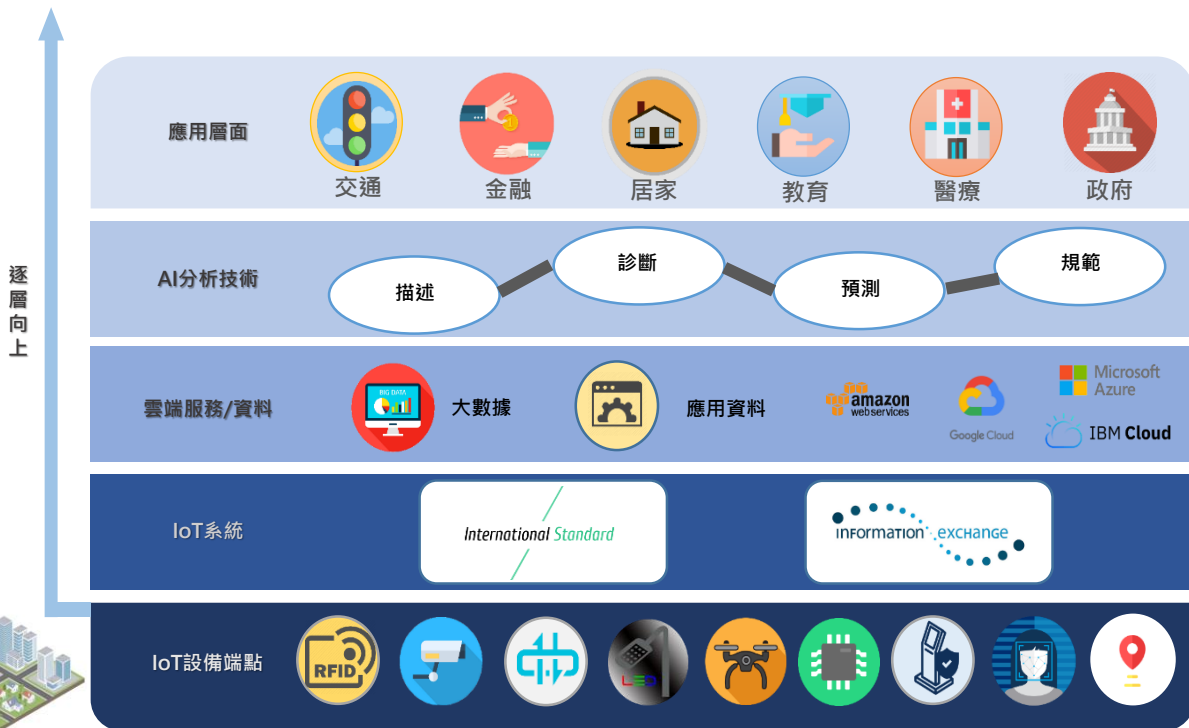 逐層向上
應用層面
交通
金融
居家
教育
醫療
政府
AI分析技術
描述
診斷
預測
規範
雲端服務/資料
BIG DATA
大數據
應用資料
amazon
webservices
Google Cloud
Microsoft
Azure
IBM Cloud
IoT系統
International Standard
INFORMATION EXCHANGE
IoT設備端點
RFID
LED